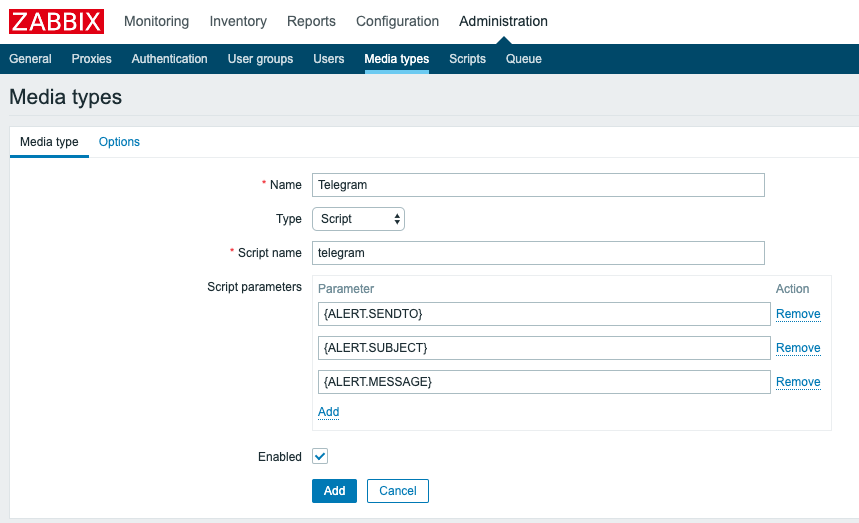 ZABBIX Monitoring Inventory Reports Configuration Administration
General Proxies Authentication User groups Users Media types Scripts Queue
Media types
Media type Options
* Name Telegram
Type Script
* Script name telegram
Script parameters Parameter Action
{ALERT.SENDTO} Remove
{ALERT.SUBJECT} Remove
{ALERT.MESSAGE} Remove
Add
Enabled
Add Cancel